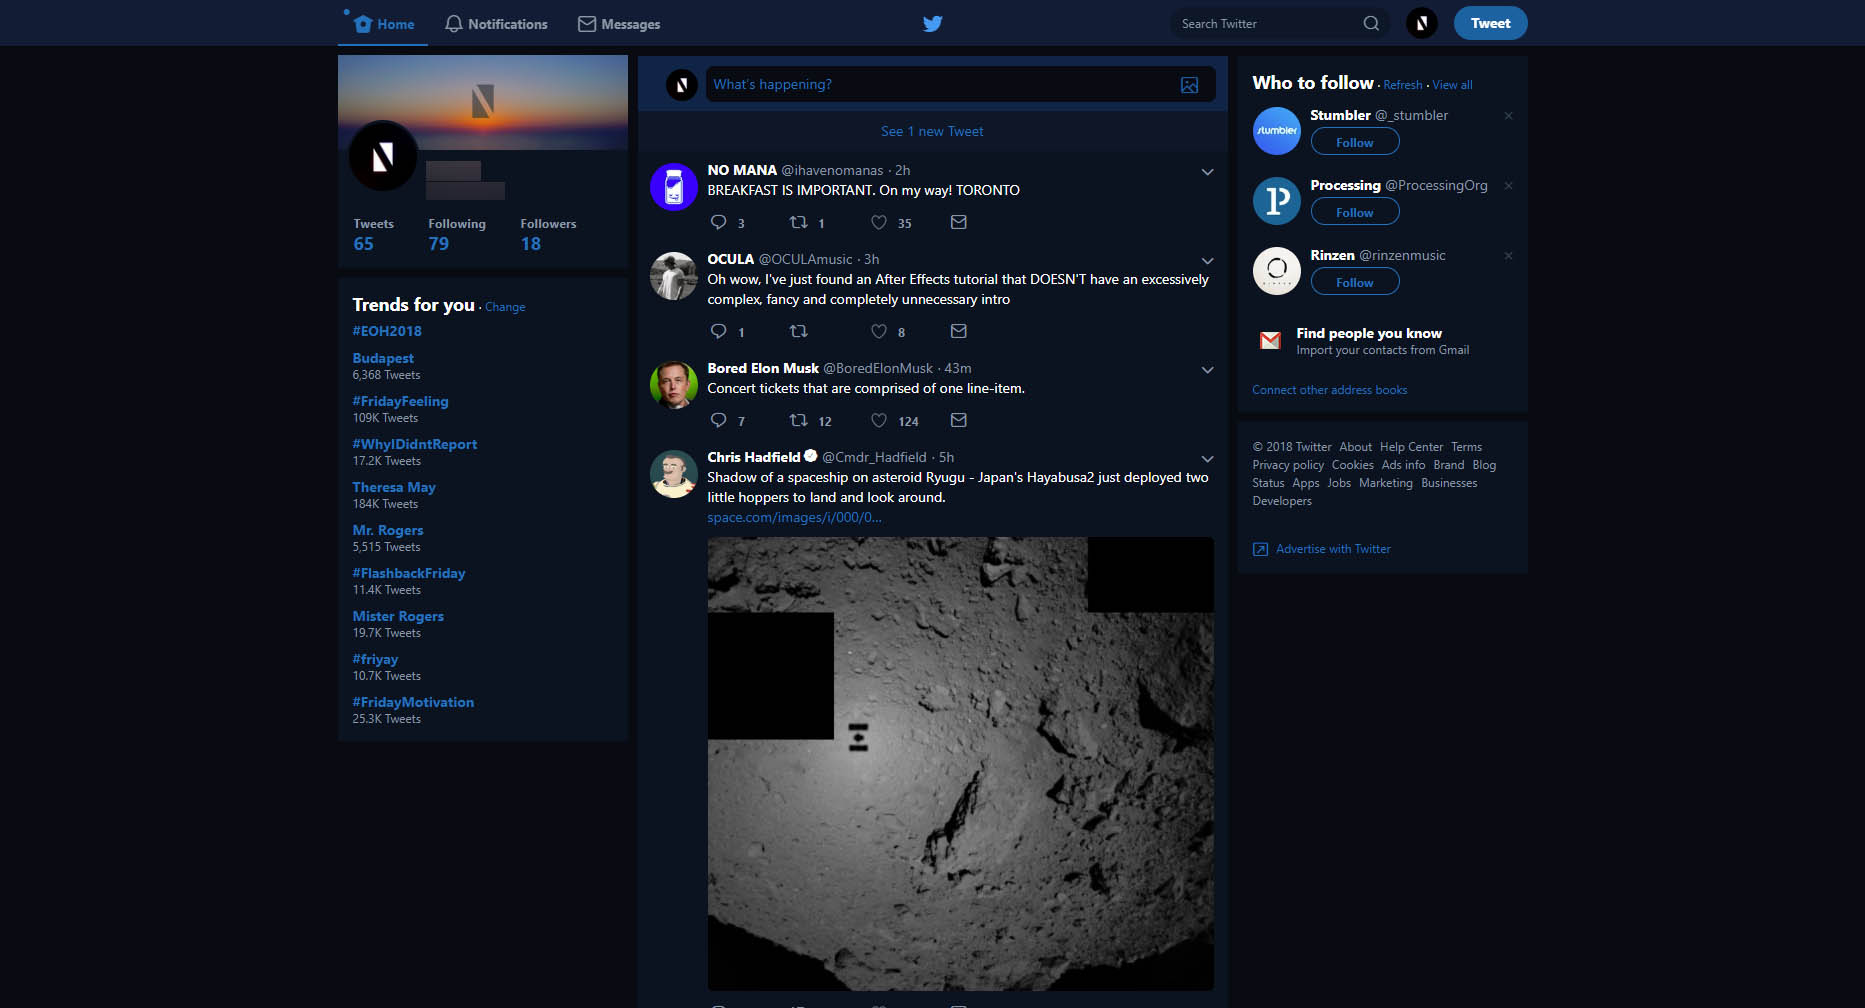 Home
Notifications
Messages
Search Twitter
Tweet
Tweets
Following
Followers
65
79
18
Trends for you · Change
#EOH2018
Budapest
6,368 Tweets
#FridayFeeling
109K Tweets
#WhyIDidntReport
17.2K Tweets
Theresa May
184K Tweets
Mr. Rogers
5,515 Tweets
#FlashbackFriday
11.4K Tweets
Mister Rogers
19.7K Tweets
#friyay
10.7K Tweets
#FridayMotivation
25.3K Tweets
What's happening?
See 1 new Tweet
NO MANA @ihavenomanas · 2h
BREAKFAST IS IMPORTANT. On my way! TORONTO
3 1 35
OCULA @OCULAmusic · 3h
Oh wow, I've just found an After Effects tutorial that DOESN'T have an excessively
complex, fancy and completely unnecessary intro
1 8
Bored Elon Musk @BoredElonMusk · 43m
Concert tickets that are comprised of one line-item.
7 12 124
Chris Hadfield @Cmdr_Hadfield · 5h
Shadow of a spaceship on asteroid Ryugu - Japan's Hayabusa2 just deployed two
little hoppers to land and look around.
space.com/images/i/000/0...
Who to follow · Refresh · View all
stumbler
Stumbler @_stumbler
Follow
Processing @ProcessingOrg
Follow
Rinzen @rinzenmusic
Follow
Find people you know
Import your contacts from Gmail
Connect other address books
© 2018 Twitter About Help Center Terms
Privacy policy Cookies Ads info Brand Blog
Status Apps Jobs Marketing Businesses
Developers
Advertise with Twitter